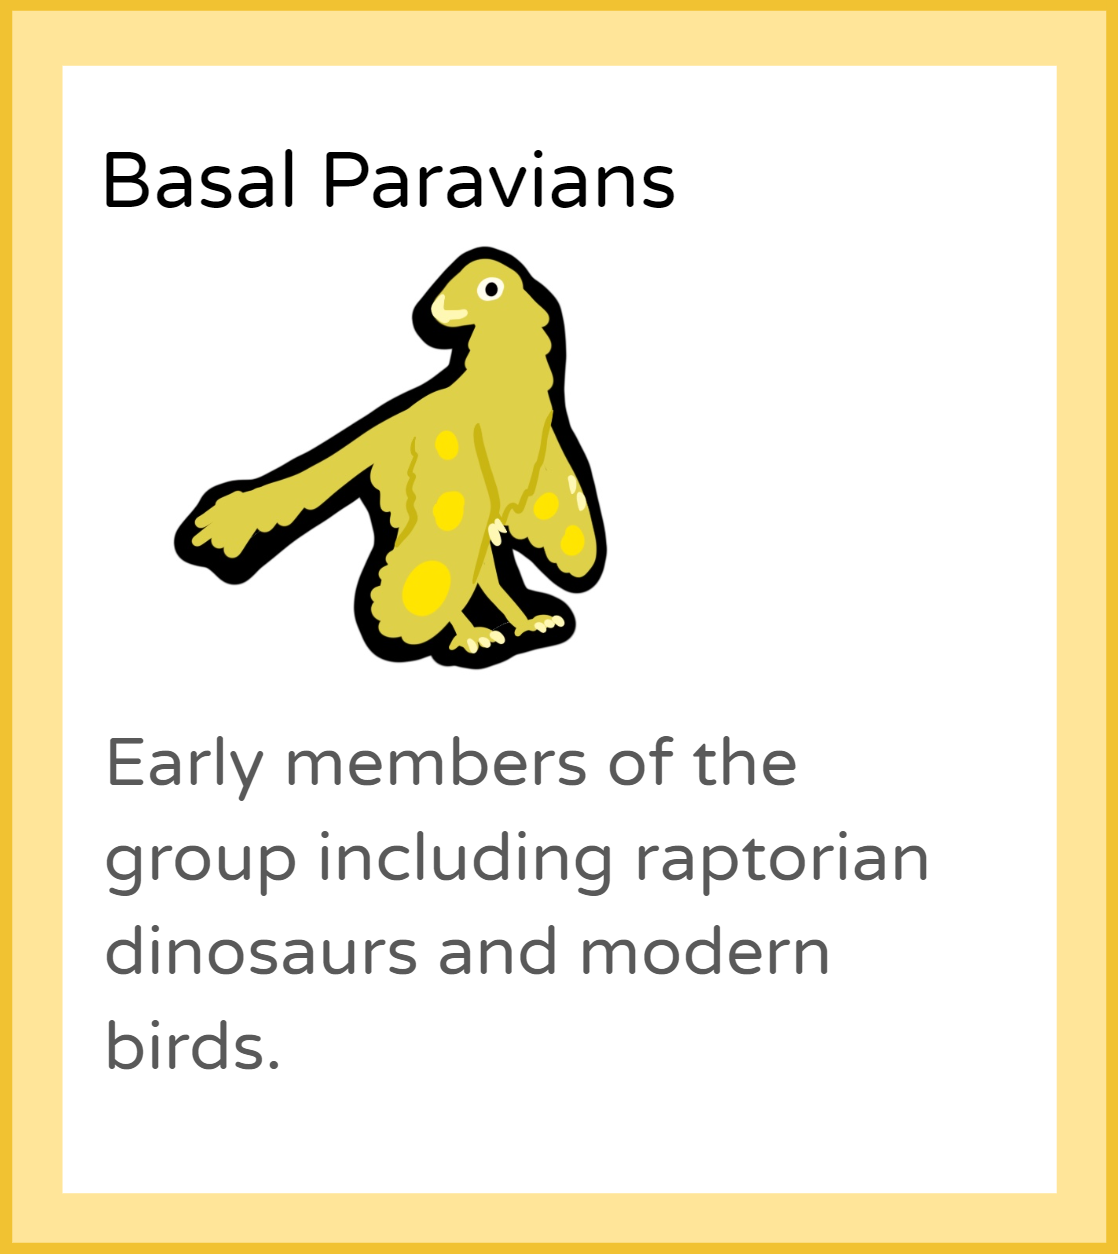 Basal Paravians
Early members of the
group including raptorian
dinosaurs and modern
birds.